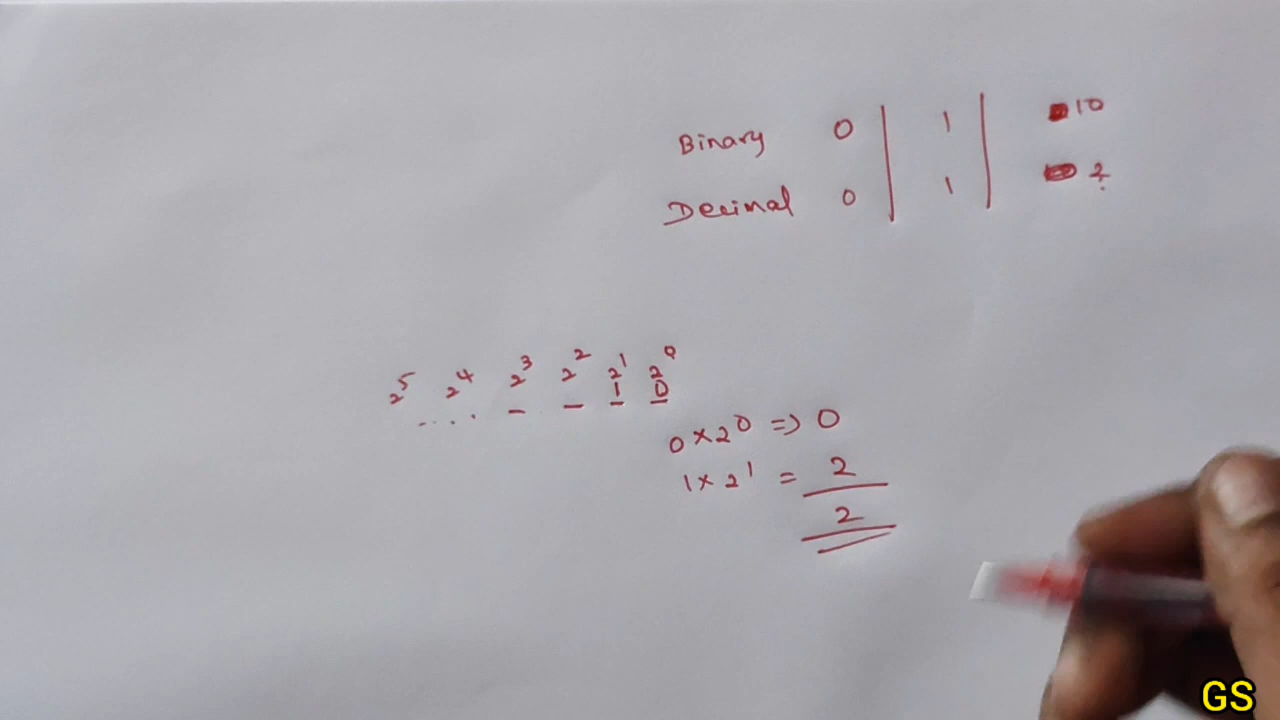 Binary 0 | 1 | 10
Decimal 0 | 1 | 2
2⁵ 2⁴ 2³ 2² 2¹ 2⁰
.... _ _ 1 0
0 × 2⁰ => 0
1 × 2¹ = 2
2
GS